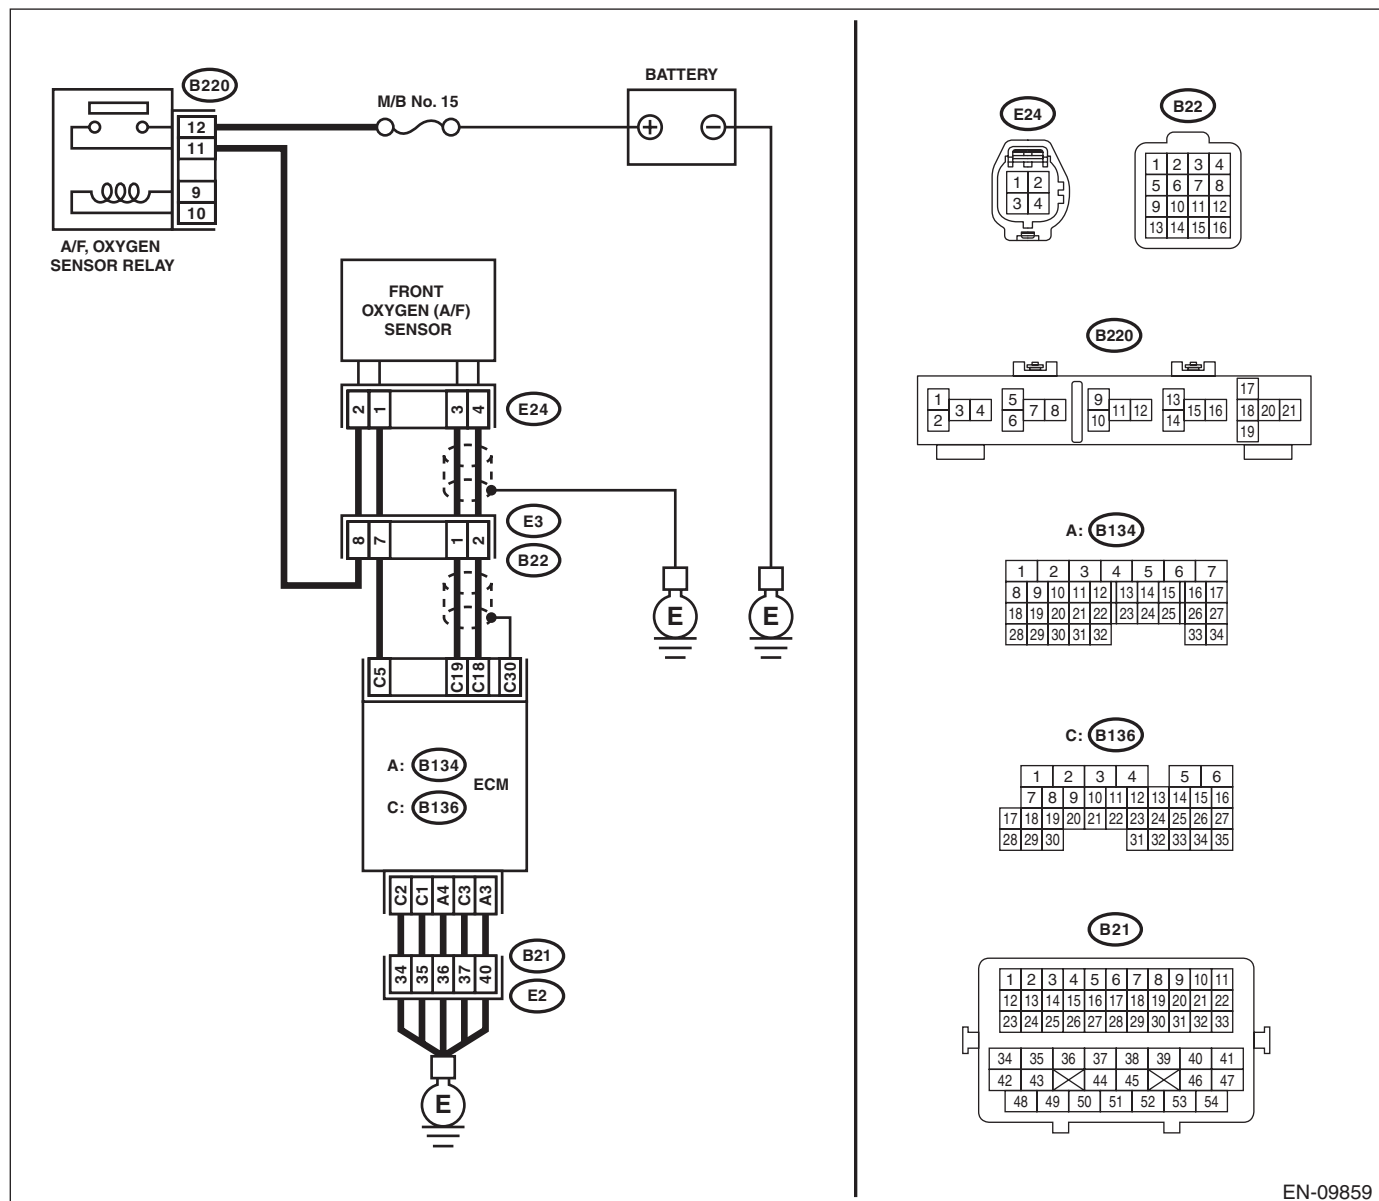 B220
BATTERY
M/B No. 15
12
11
9
10
A/F, OXYGEN
SENSOR RELAY
FRONT
OXYGEN (A/F)
SENSOR
2 1 3 4
E24
E3
8 7 1 2
B22
E E
C5 C19 C18 C30
A: B134
ECM
C: B136
C2 C1 A4 C3 A3
B21
34 35 36 37 40
E2
E
E24
1 2
3 4
B22
1 2 3 4
5 6 7 8
9 10 11 12
13 14 15 16
B220
17
1 5 9 13
3 4 7 8 11 12 15 16 18 20 21
2 6 10 14
19
A: B134
1 2 3 4 5 6 7
8 9 10 11 12 13 14 15 16 17
18 19 20 21 22 23 24 25 26 27
28 29 30 31 32 33 34
C: B136
1 2 3 4 5 6
7 8 9 10 11 12 13 14 15 16
17 18 19 20 21 22 23 24 25 26 27
28 29 30 31 32 33 34 35
B21
1 2 3 4 5 6 7 8 9 10 11
12 13 14 15 16 17 18 19 20 21 22
23 24 25 26 27 28 29 30 31 32 33
34 35 36 37 38 39 40 41
42 43 44 45 46 47
48 49 50 51 52 53 54
EN-09859